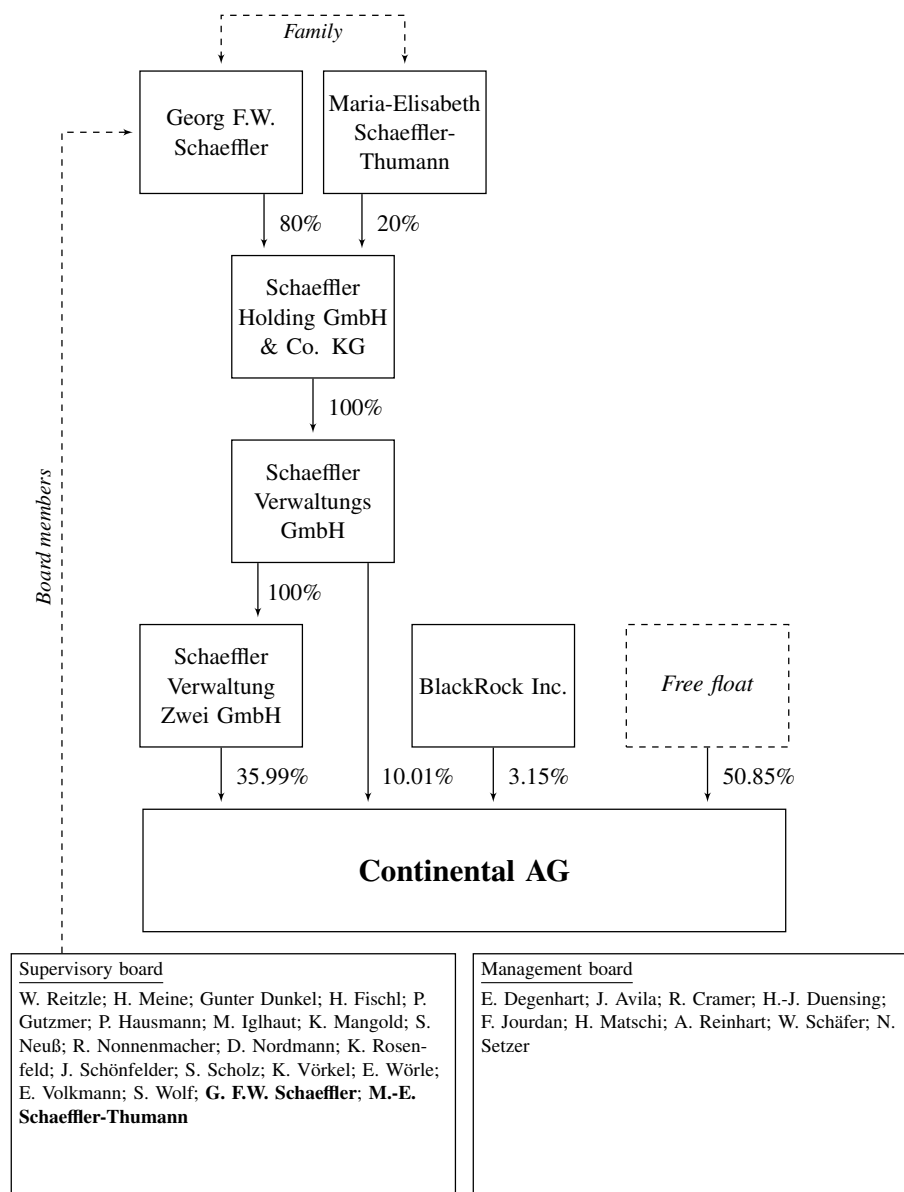 Family
Georg F.W.
Schaeffler
Maria-Elisabeth
Schaeffler-
Thumann
80%
20%
Schaeffler
Holding GmbH
& Co. KG
100%
Schaeffler
Verwaltungs
GmbH
Board members
100%
Schaeffler
Verwaltung
Zwei GmbH
BlackRock Inc.
Free float
35.99%
10.01%
3.15%
50.85%
Continental AG
Supervisory board
W. Reitzle; H. Meine; Gunter Dunkel; H. Fischl; P.
Gutzmer; P. Hausmann; M. Iglhaut; K. Mangold; S.
Neuß; R. Nonnenmacher; D. Nordmann; K. Rosen-
feld; J. Schönfelder; S. Scholz; K. Vörkel; E. Wörle;
E. Volkmann; S. Wolf; G. F.W. Schaeffler; M.-E.
Schaeffler-Thumann
Management board
E. Degenhart; J. Avila; R. Cramer; H.-J. Duensing;
F. Jourdan; H. Matschi; A. Reinhart; W. Schäfer; N.
Setzer